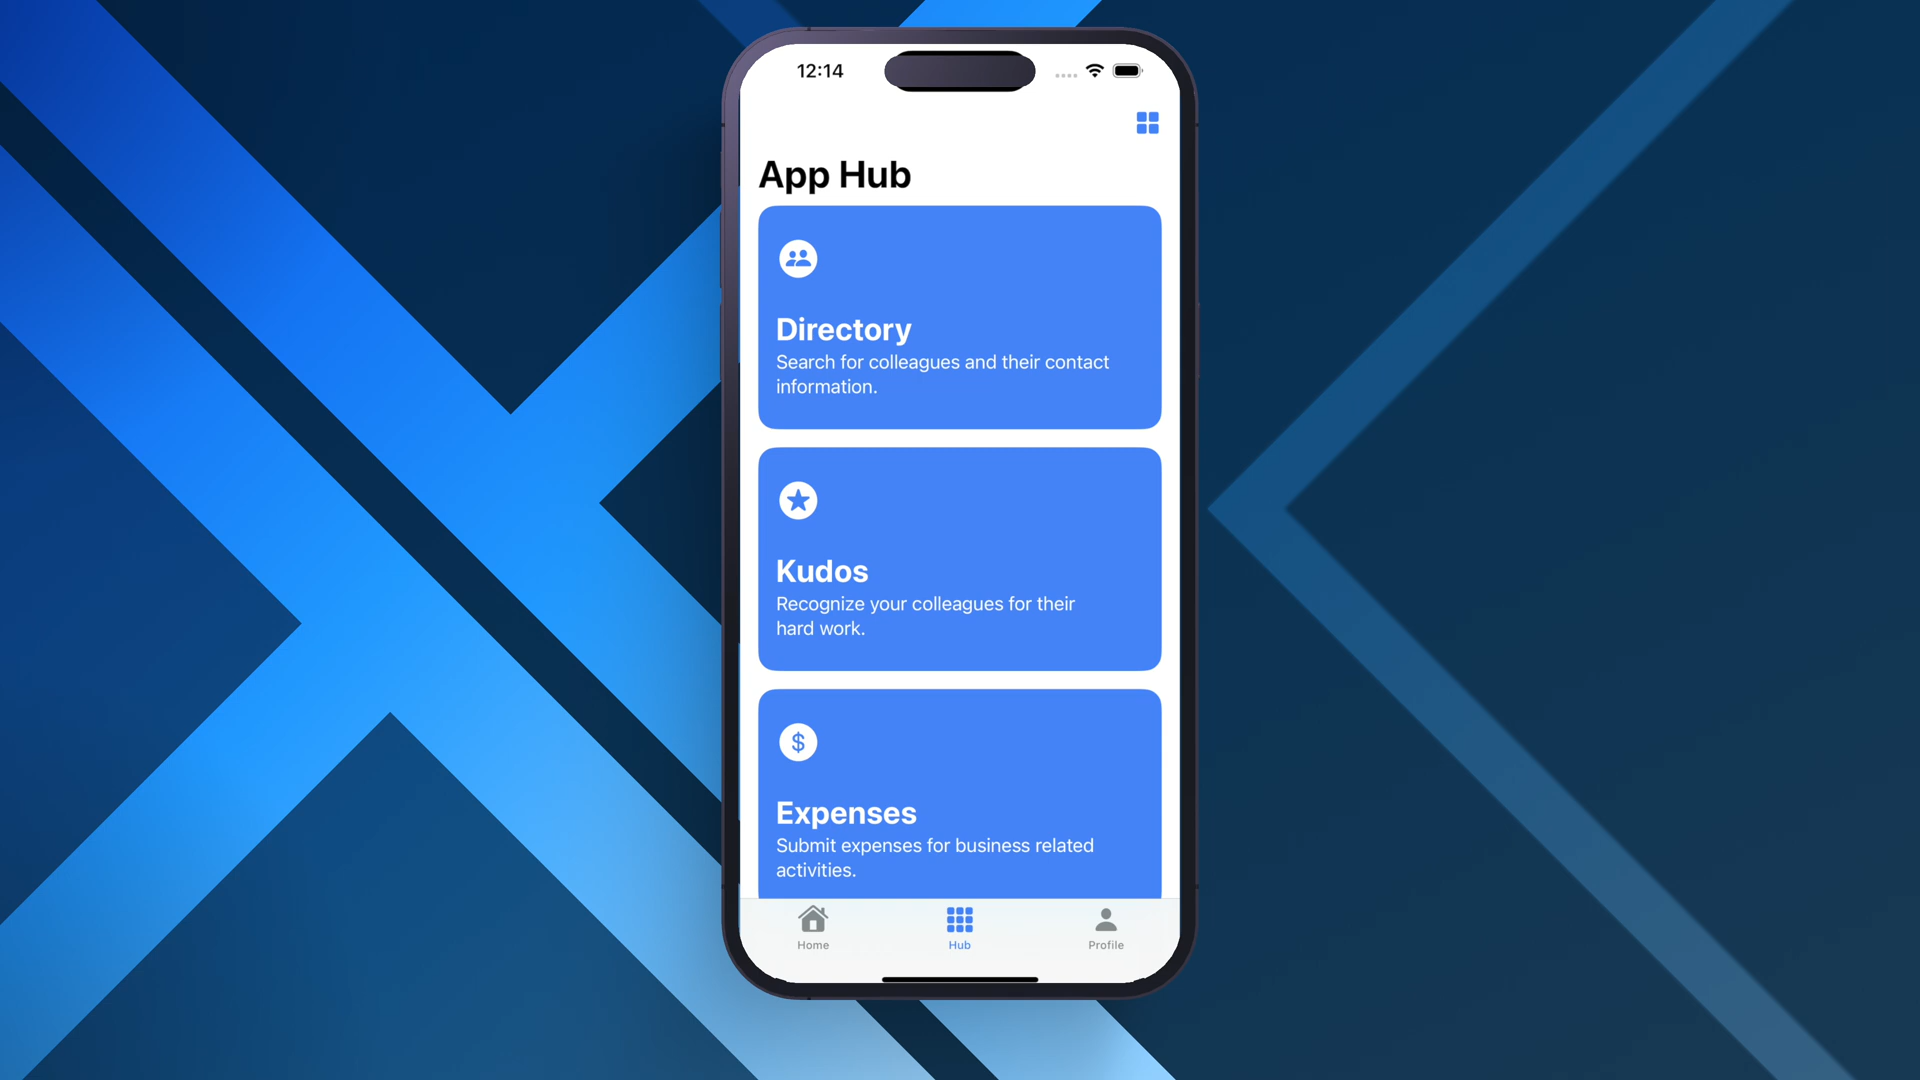 12:14
App Hub
Directory
Search for colleagues and their contact
information.
Kudos
Recognize your colleagues for their
hard work.
$
Expenses
Submit expenses for business related
activities.
Home
Hub
Profile